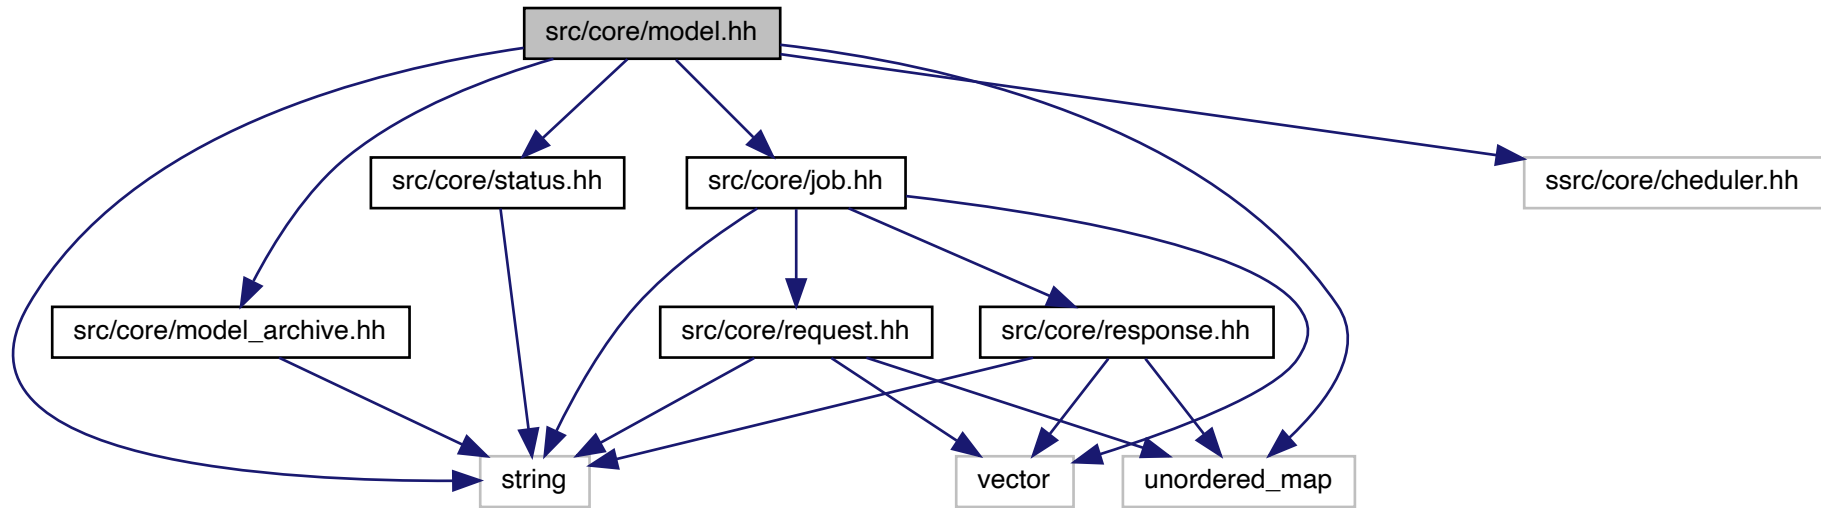 src/core/model.hh
src/core/status.hh
src/core/job.hh
ssrc/core/cheduler.hh
src/core/model_archive.hh
src/core/request.hh
src/core/response.hh
string
vector
unordered_map